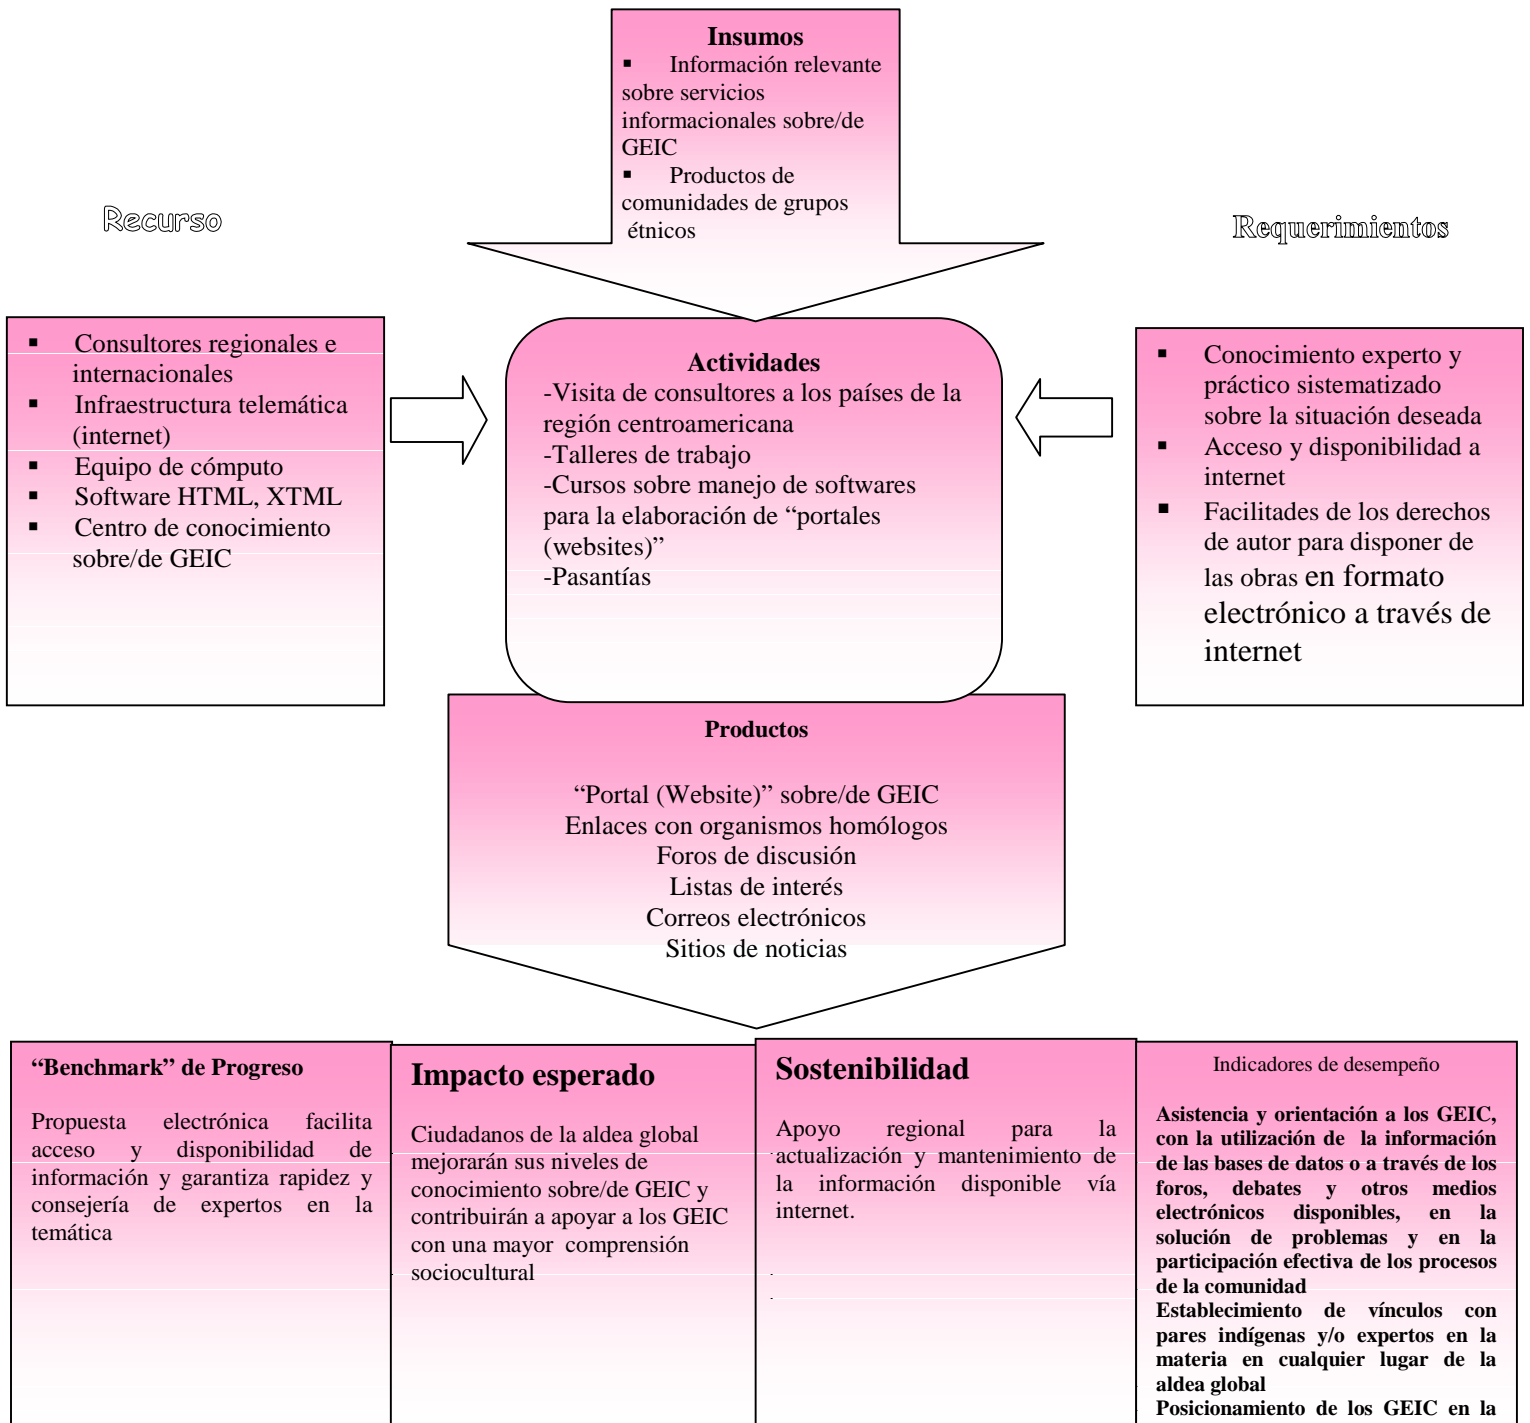 Insumos
▪ Información relevante
sobre servicios
informacionales sobre/de
GEIC
▪ Productos de
comunidades de grupos
étnicos
Recurso
Requerimientos
▪ Consultores regionales e
internacionales
▪ Infraestructura telemática
(internet)
▪ Equipo de cómputo
▪ Software HTML, XTML
▪ Centro de conocimiento
sobre/de GEIC
Actividades
-Visita de consultores a los países de la
región centroamericana
-Talleres de trabajo
-Cursos sobre manejo de softwares
para la elaboración de “portales
(websites)”
-Pasantías
▪ Conocimiento experto y
práctico sistematizado
sobre la situación deseada
▪ Acceso y disponibilidad a
internet
▪ Facilitades de los derechos
de autor para disponer de
las obras en formato
electrónico a través de
internet
Productos
“Portal (Website)” sobre/de GEIC
Enlaces con organismos homólogos
Foros de discusión
Listas de interés
Correos electrónicos
Sitios de noticias
“Benchmark” de Progreso
Propuesta electrónica facilita
acceso y disponibilidad de
información y garantiza rapidez y
consejería de expertos en la
temática
Impacto esperado
Ciudadanos de la aldea global
mejorarán sus niveles de
conocimiento sobre/de GEIC y
contribuirán a apoyar a los GEIC
con una mayor comprensión
sociocultural
Sostenibilidad
Apoyo regional para la
actualización y mantenimiento de
la información disponible vía
internet.
Indicadores de desempeño
Asistencia y orientación a los GEIC,
con la utilización de la información
de las bases de datos o a través de los
foros, debates y otros medios
electrónicos disponibles, en la
solución de problemas y en la
participación efectiva de los procesos
de la comunidad
Establecimiento de vínculos con
pares indígenas y/o expertos en la
materia en cualquier lugar de la
aldea global
Posicionamiento de los GEIC en la